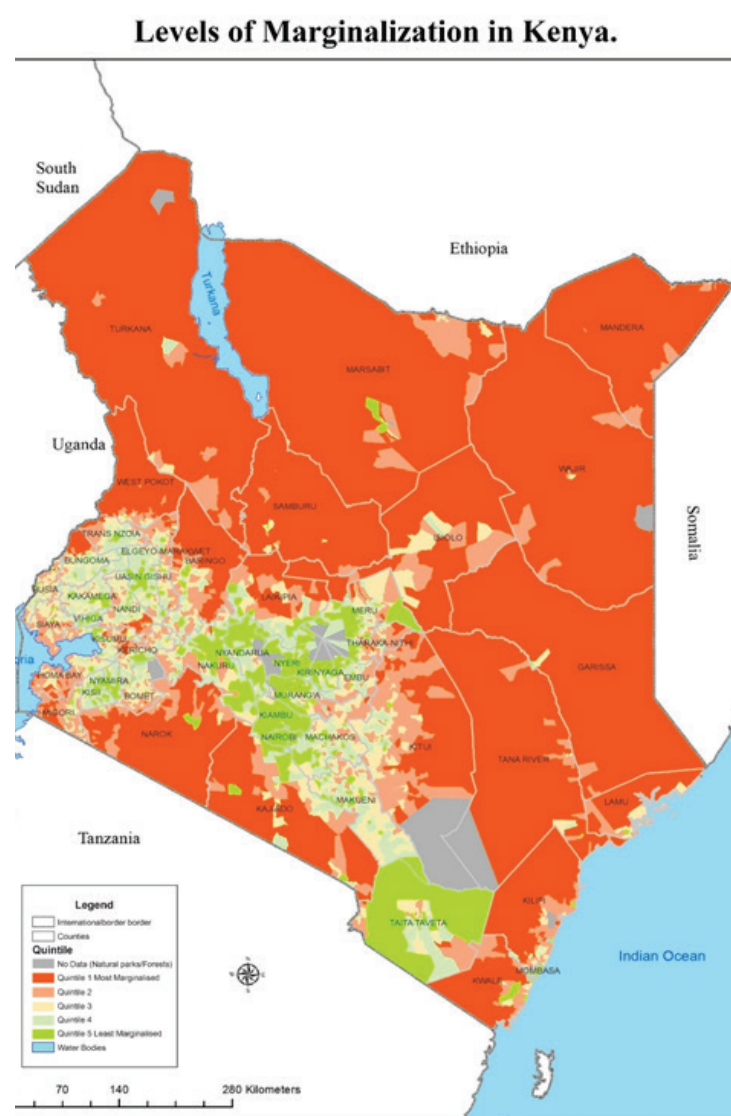 Levels of Marginalization in Kenya.
South
Sudan
Ethiopia
Turkana
MANDERA
TURKANA
MARSABIT
Uganda
WAJIR
WEST POKOT
SAMBURU
Somalia
ISIOLO
TRANS NZOIA
ELGEYO-MARAKWET
BUNGOMA
BARINGO
UASIN GISHU
BUSIA
KAKAMEGA
LAIKIPIA
NANDI
MERU
SIAYA
VIHIGA
KISUMU
THARAKA-NITHI
KERICHO
NYANDARUA
NYERI
oria
NAKURU
GARISSA
HOMA BAY
NYAMIRA
KIRINYAGA
EMBU
KISII
BOMET
MURANG'A
MIGORI
KIAMBU
NAROK
NAIROBI
MACHAKOS
KITUI
TANA RIVER
LAMU
KAJIADO
MAKUENI
Tanzania
KILIFI
TAITA TAVETA
Indian Ocean
MOMBASA
KWALE
Legend
Internationalborder border
Counties
Quintile
No Data (Natural parks/Forests)
Quintile 1 Most Marginalised
Quintile 2
Quintile 3
Quintile 4
Quintile 5 Least Marginalised
Water Bodies
N
70 140 280 Kilometers